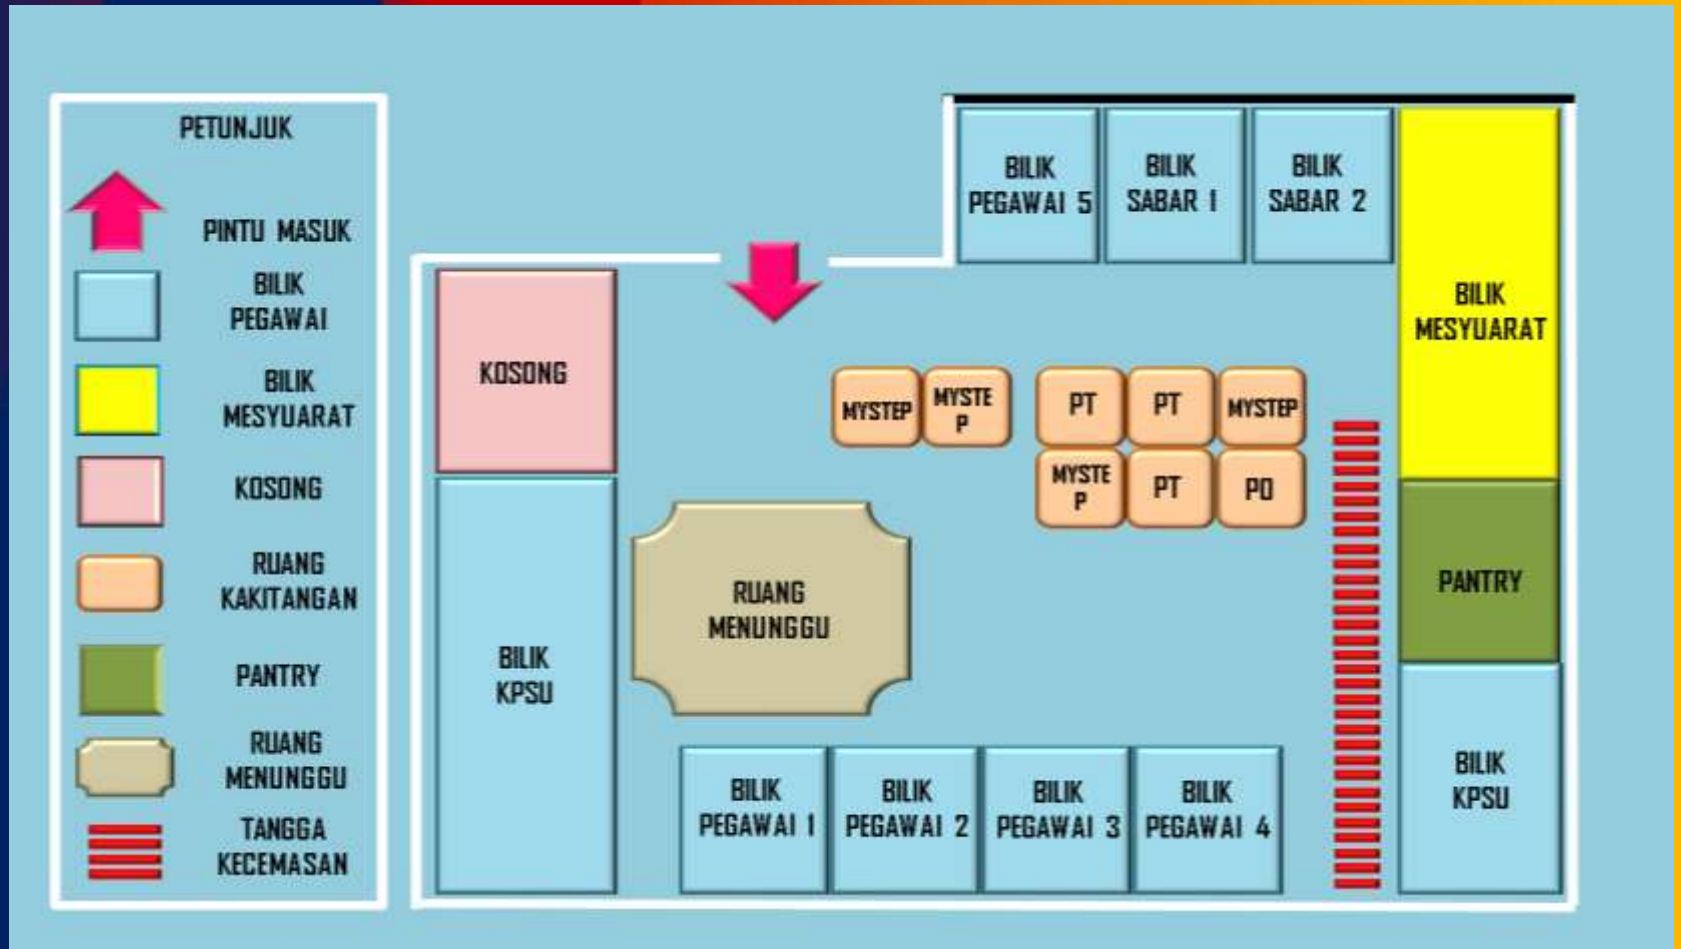 PETUNJUK
PINTU MASUK
BILIK
PEGAWAI
BILIK
MESYUARAT
KOSONG
RUANG
KAKITANGAN
PANTRY
RUANG
MENUNGGU
TANGGA
KECEMASAN
BILIK
PEGAWAI 5
BILIK
SABAR 1
BILIK
SABAR 2
BILIK
MESYUARAT
KOSONG
MYSTEP
MYSTE
P
PT
PT
MYSTEP
MYSTE
P
PT
PO
RUANG
MENUNGGU
PANTRY
BILIK
KPSU
BILIK
PEGAWAI 1
BILIK
PEGAWAI 2
BILIK
PEGAWAI 3
BILIK
PEGAWAI 4
BILIK
KPSU